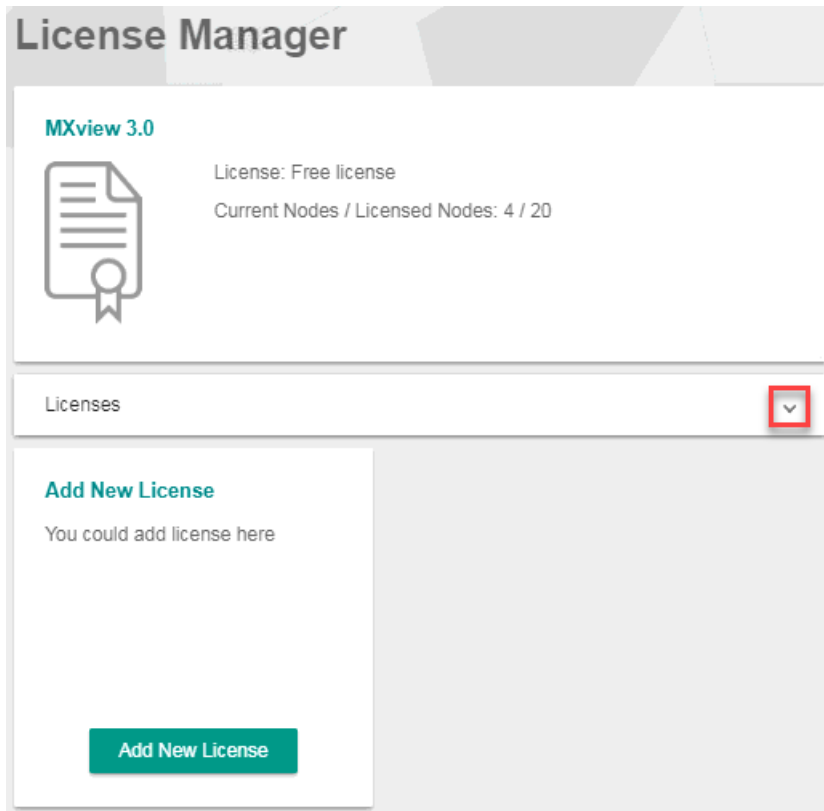 License Manager
MXview 3.0
License: Free license
Current Nodes / Licensed Nodes: 4 / 20
Licenses
Add New License
You could add license here
Add New License